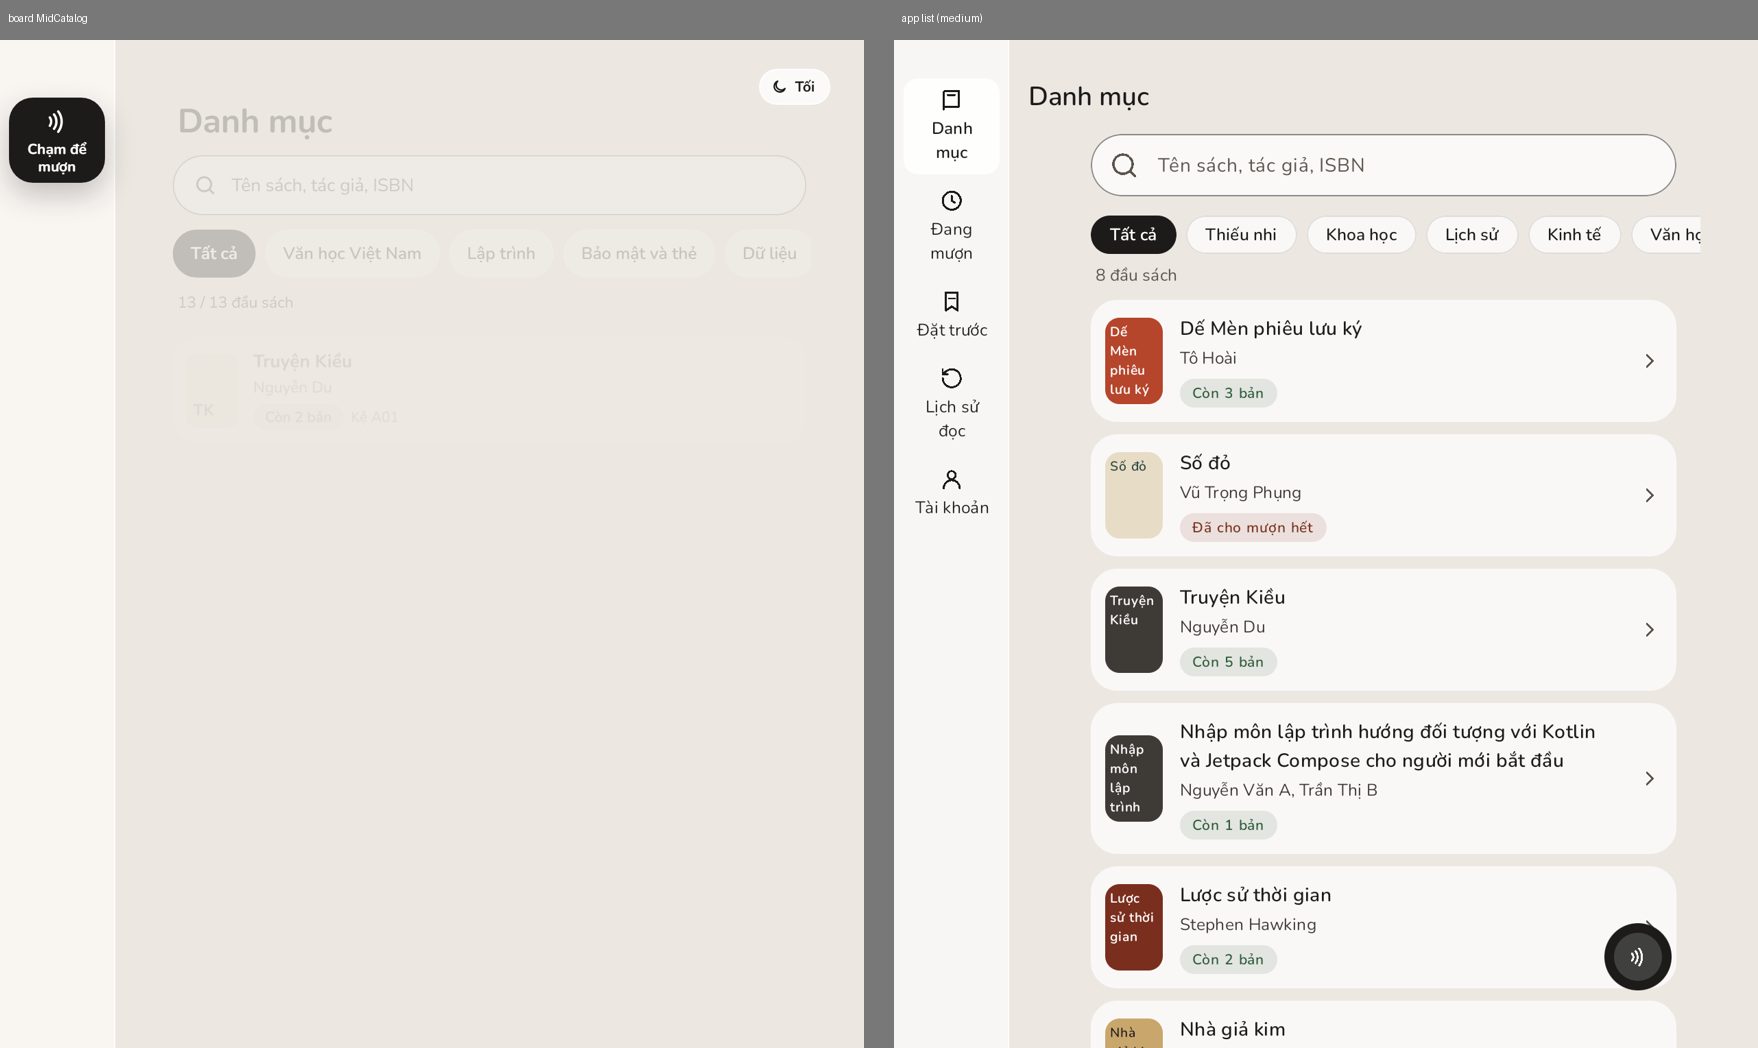 board MidCatalog
Chạm để
mượn
Tối
Danh mục
Tên sách, tác giả, ISBN
Tất cả
Văn học Việt Nam
Lập trình
Bảo mật và thẻ
Dữ liệu
13 / 13 đầu sách
TK
Truyện Kiều
Nguyễn Du
Còn 2 bản
Kệ A01
app list (medium)
Danh
mục
Đang
mượn
Đặt trước
Lịch sử
đọc
Tài khoản
Danh mục
Tên sách, tác giả, ISBN
Tất cả
Thiếu nhi
Khoa học
Lịch sử
Kinh tế
Văn họ
8 đầu sách
Dế
Mèn
phiêu
lưu ký
Dế Mèn phiêu lưu ký
Tô Hoài
Còn 3 bản
Số đỏ
Số đỏ
Vũ Trọng Phụng
Đã cho mượn hết
Truyện
Kiều
Truyện Kiều
Nguyễn Du
Còn 5 bản
Nhập
môn
lập
trình
Nhập môn lập trình hướng đối tượng với Kotlin
và Jetpack Compose cho người mới bắt đầu
Nguyễn Văn A, Trần Thị B
Còn 1 bản
Lược
sử thời
gian
Lược sử thời gian
Stephen Hawking
Còn 2 bản
Nhà
Nhà giả kim